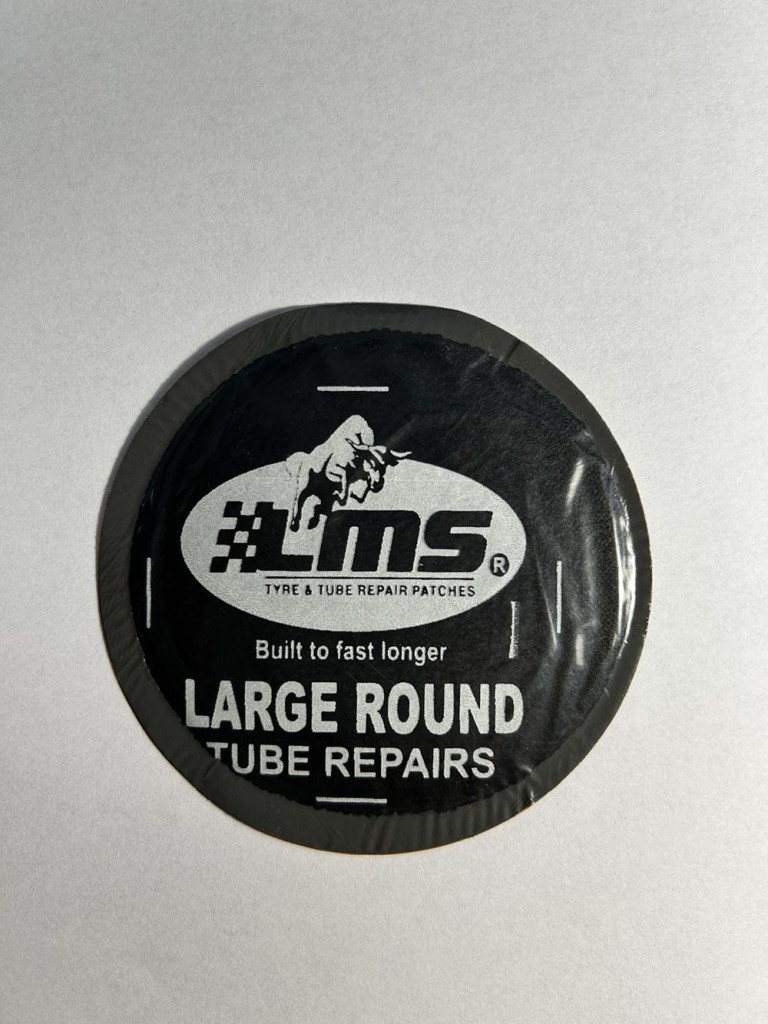 LMS®
TYRE & TUBE REPAIR PATCHES
Built to fast longer
LARGE ROUND
TUBE REPAIRS